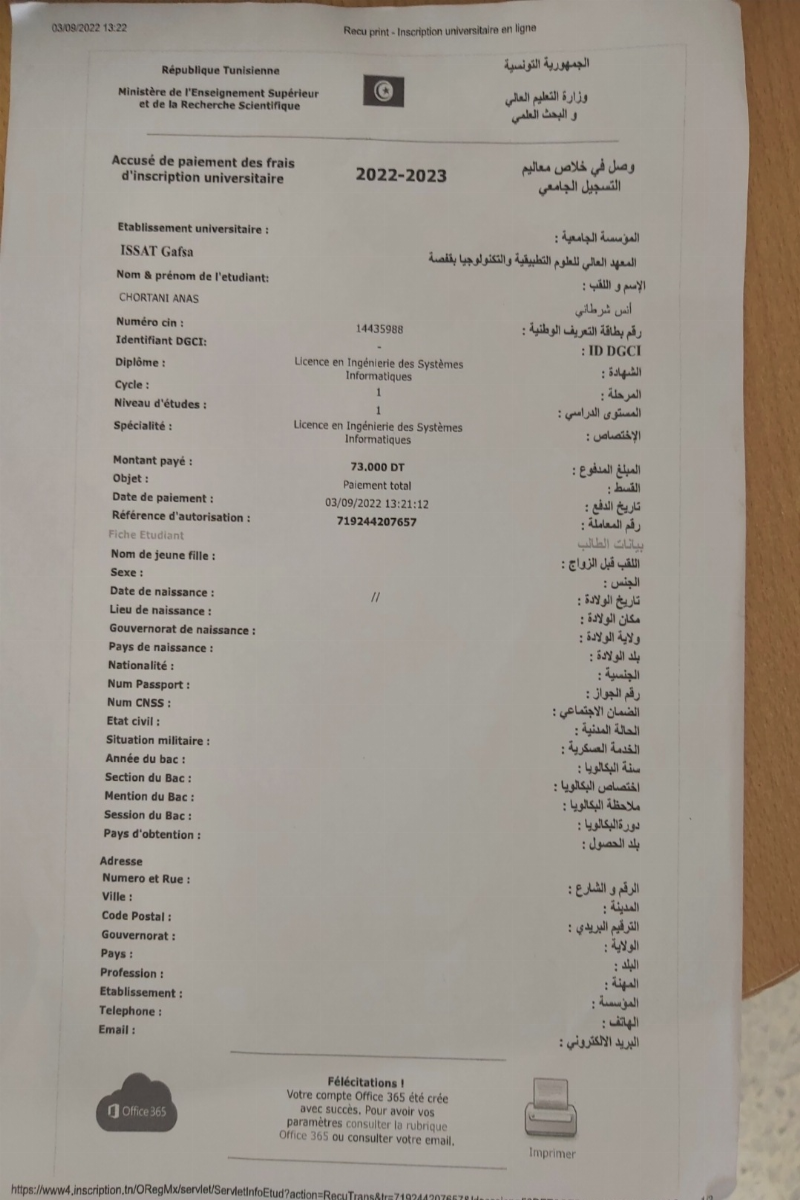 03/09/2022 13:22
Recu print - Inscription universitaire en ligne
République Tunisienne
الجمهورية التونسية
Ministère de l'Enseignement Supérieur
et de la Recherche Scientifique
وزارة التعليم العالي
و البحث العلمي
Accusé de paiement des frais
d'inscription universitaire
2022-2023
وصل في خلاص معاليم
التسجيل الجامعي
Etablissement universitaire :
المؤسسة الجامعية :
ISSAT Gafsa
المعهد العالي للعلوم التطبيقية والتكنولوجيا بقفصة
Nom & prénom de l'etudiant:
الإسم و اللقب :
CHORTANI ANAS
أنس شرطاني
Numéro cin :
14435988
رقم بطاقة التعريف الوطنية :
Identifiant DGCI:
-
ID DGCI :
Diplôme :
Licence en Ingénierie des Systèmes
Informatiques
الشهادة :
Cycle :
1
المرحلة :
Niveau d'études :
1
المستوى الدراسي :
Spécialité :
Licence en Ingénierie des Systèmes
Informatiques
الإختصاص :
Montant payé :
73.000 DT
المبلغ المدفوع :
Objet :
Paiement total
القسط :
Date de paiement :
03/09/2022 13:21:12
تاريخ الدفع :
Référence d'autorisation :
719244207657
رقم المعاملة :
Fiche Etudiant
بيانات الطالب
Nom de jeune fille :
اللقب قبل الزواج :
Sexe :
الجنس :
Date de naissance :
//
تاريخ الولادة :
Lieu de naissance :
مكان الولادة :
Gouvernorat de naissance :
ولاية الولادة :
Pays de naissance :
بلد الولادة :
Nationalité :
الجنسية :
Num Passport :
رقم الجواز :
Num CNSS :
الضمان الاجتماعي :
Etat civil :
الحالة المدنية :
Situation militaire :
الخدمة العسكرية :
Année du bac :
سنة البكالوبا :
Section du Bac :
اختصاص البكالوبا :
Mention du Bac :
ملاحظة البكالوبا :
Session du Bac :
دورةالبكالوبا :
Pays d'obtention :
بلد الحصول :
Adresse
Numero et Rue :
الرقم و الشارع :
Ville :
المدينة :
Code Postal :
الترقيم البريدي :
Gouvernorat :
الولاية :
Pays :
البلد :
Profession :
المهنة :
Etablissement :
المؤسسة :
Telephone :
الهاتف :
Email :
البريد الالكتروني :
Office 365
Félécitations !
Votre compte Office 365 été crée
avec succès. Pour avoir vos
paramètres consulter la rubrique
Office 365 ou consulter votre email.
Imprimer
https://www4.inscription.tn/ORegMx/servlet/ServletInfoEtud?action=RecuTrans&tr=719244207657